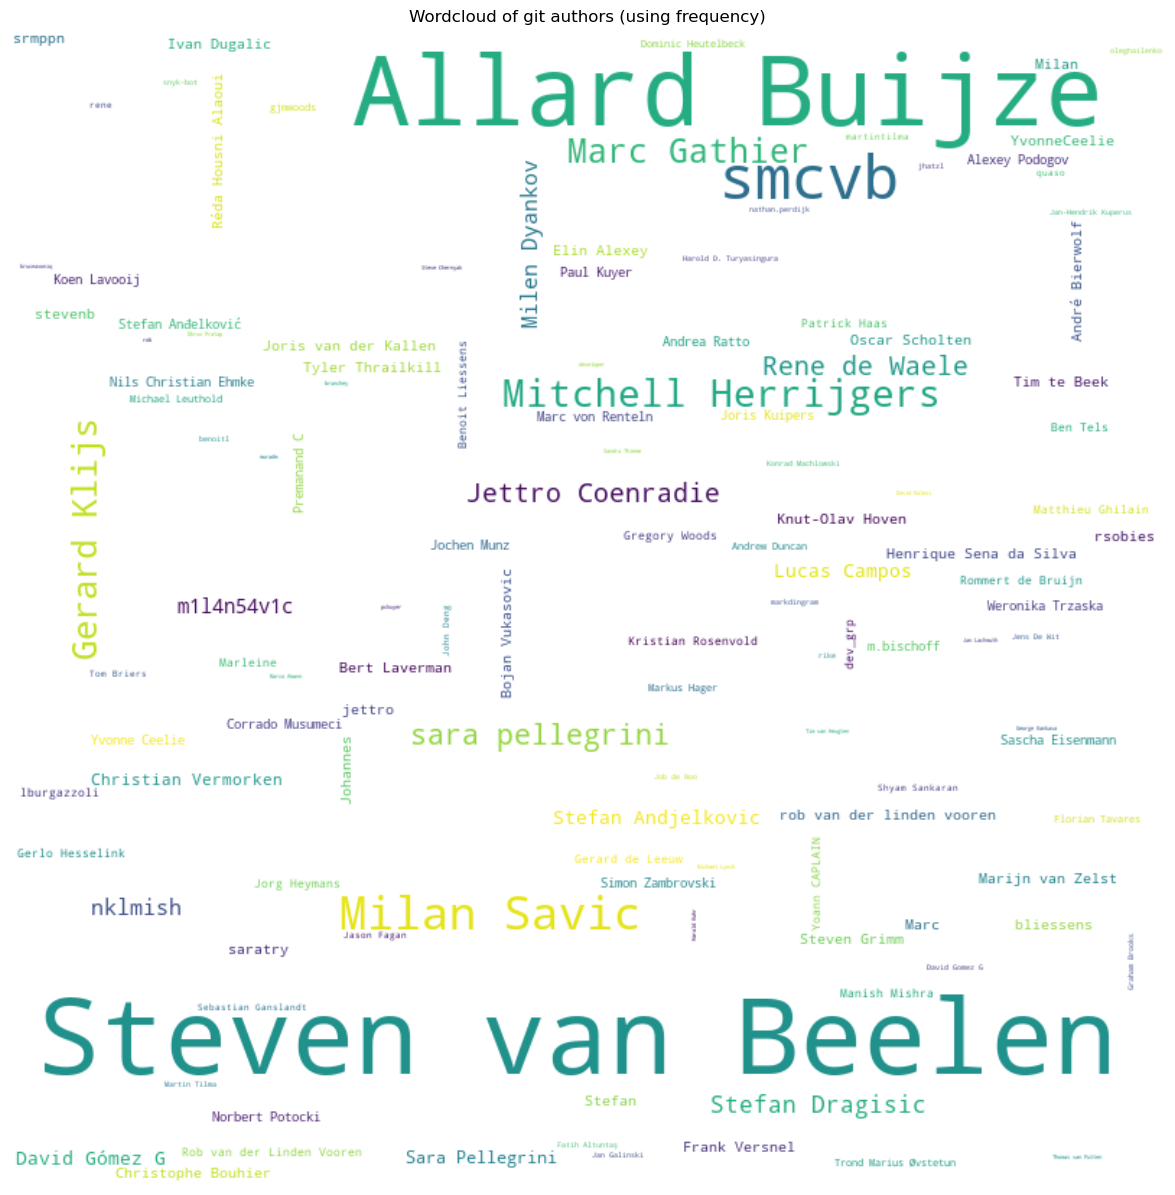 Wordcloud of git authors (using frequency)
srmppn
Ivan Dugalic
Dominic Heutelbeck
oleghailenko
Allard Buijze
Milan
snyk-bot
rene
gjmwoods
Réda Housni Alaoui
martintilma
YvonneCeelie
Marc Gathier
smcvb
jhatzl
Alexey Podogov
quaso
Milen Dyankov
nathan.perdijk
Jan-Hendrik Kuperus
André Bierwolf
Elin Alexey
Harold D. Turyasingura
Koen Lavooij
Paul Kuyer
stevenb
Stefan Anđelković
Patrick Haas
Joris van der Kallen
Andrea Ratto
Oscar Scholten
Tyler Thrailkill
Rene de Waele
Benoit Liessens
Nils Christian Ehmke
Tim te Beek
Michael Leuthold
Mitchell Herrijgers
Marc von Renteln
Joris Kuipers
Ben Tels
benoitl
Gerard Klijs
Premanand C
Konrad Machlowski
Jettro Coenradie
Matthieu Ghilain
Knut-Olav Hoven
Gregory Woods
rsobies
Jochen Munz
Andrew Duncan
Henrique Sena da Silva
Lucas Campos
Rommert de Bruijn
m1l4n54v1c
markdingram
Weronika Trzaska
John Deng
Bojan Vukasovic
Kristian Rosenvold
dev_grp
Jens De Wit
m.bischoff
rike
Marleine
Bert Laverman
Tom Briers
Markus Hager
jettro
Corrado Musumeci
sara pellegrini
Yvonne Ceelie
Sascha Eisenmann
Johannes
Christian Vermorken
Job de Noo
Shyam Sankaran
lburgazzoli
Stefan Andjelkovic
rob van der linden vooren
Florian Tavares
Gerlo Hesselink
Gerard de Leeuw
Yoann CAPLAIN
Jorg Heymans
Simon Zambrovski
Marijn van Zelst
nklmish
Milan Savic
Marc
bliessens
Jason Fagan
Steven Grimm
saratry
Graham Brooks
David Gomez G
Manish Mishra
Sebastian Ganslandt
Steven van Beelen
Martin Tilma
Stefan
Stefan Dragisic
Norbert Potocki
Fatih Altuntaş
Frank Versnel
Rob van der Linden Vooren
Jan Galinski
David Gómez G
Sara Pellegrini
Thomas van Putten
Trond Marius Øvstetun
Christophe Bouhier